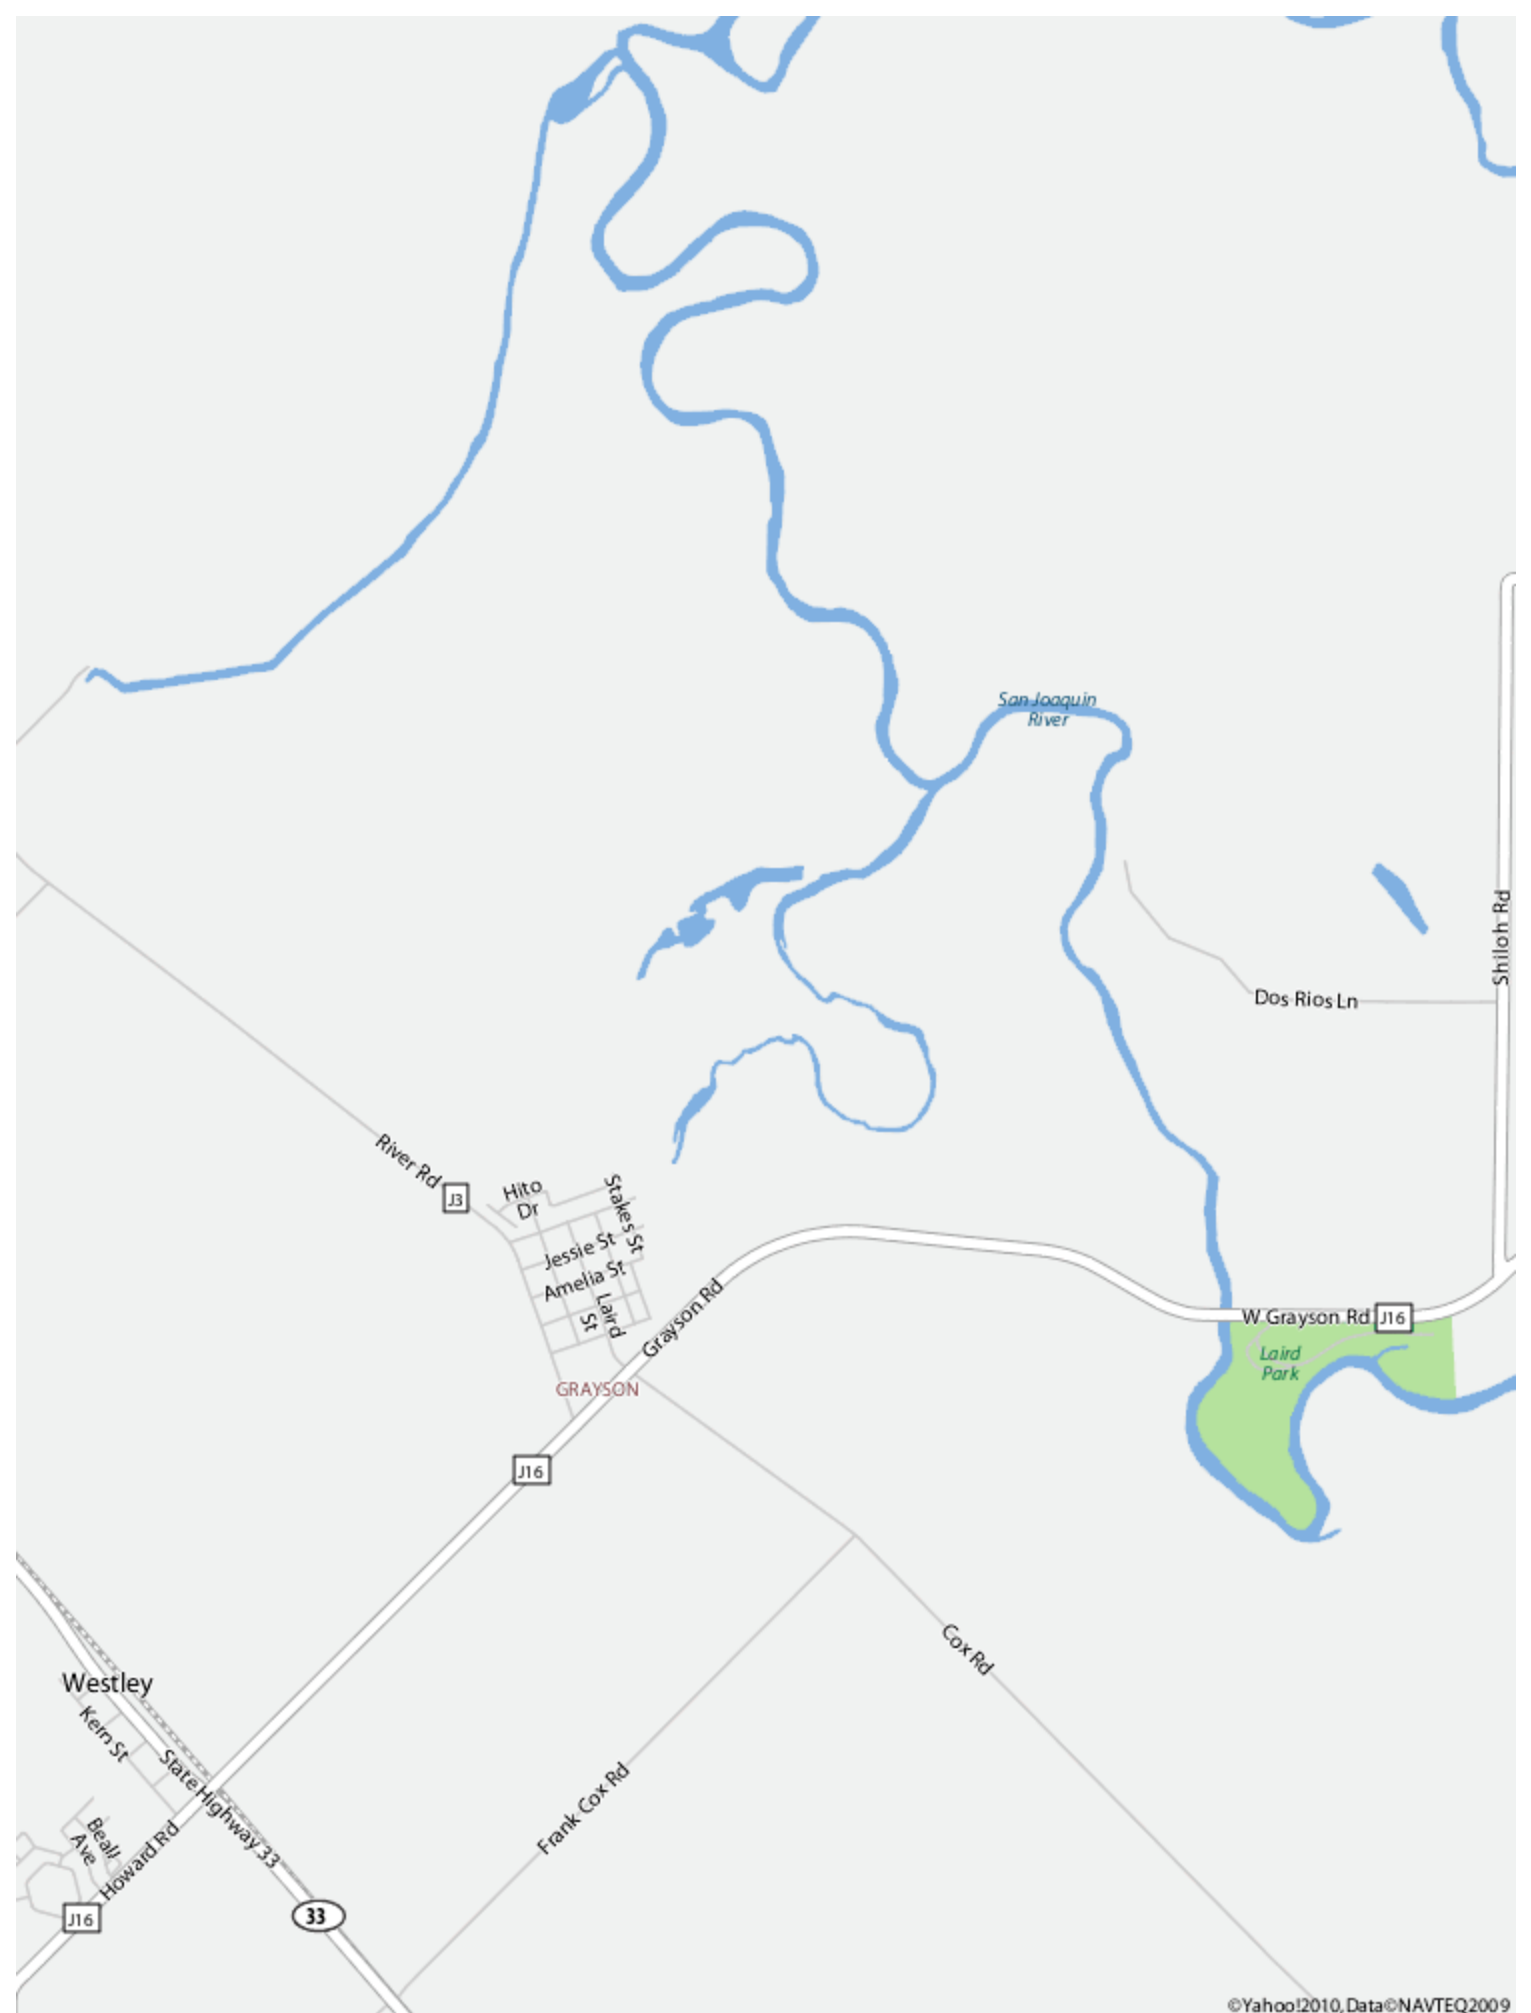 San Joaquin
River
Shiloh Rd
Dos Rios Ln
River Rd
J3
Hito
Dr
Stakes St
Jessie St
Amelia St
Laird
St
Grayson Rd
W Grayson Rd
J16
Laird
Park
GRAYSON
J16
Cox Rd
Westley
Kern St
State Highway 33
Frank Cox Rd
Beall
Ave
Howard Rd
J16
33
©Yahoo!2010, Data©NAVTEQ2009